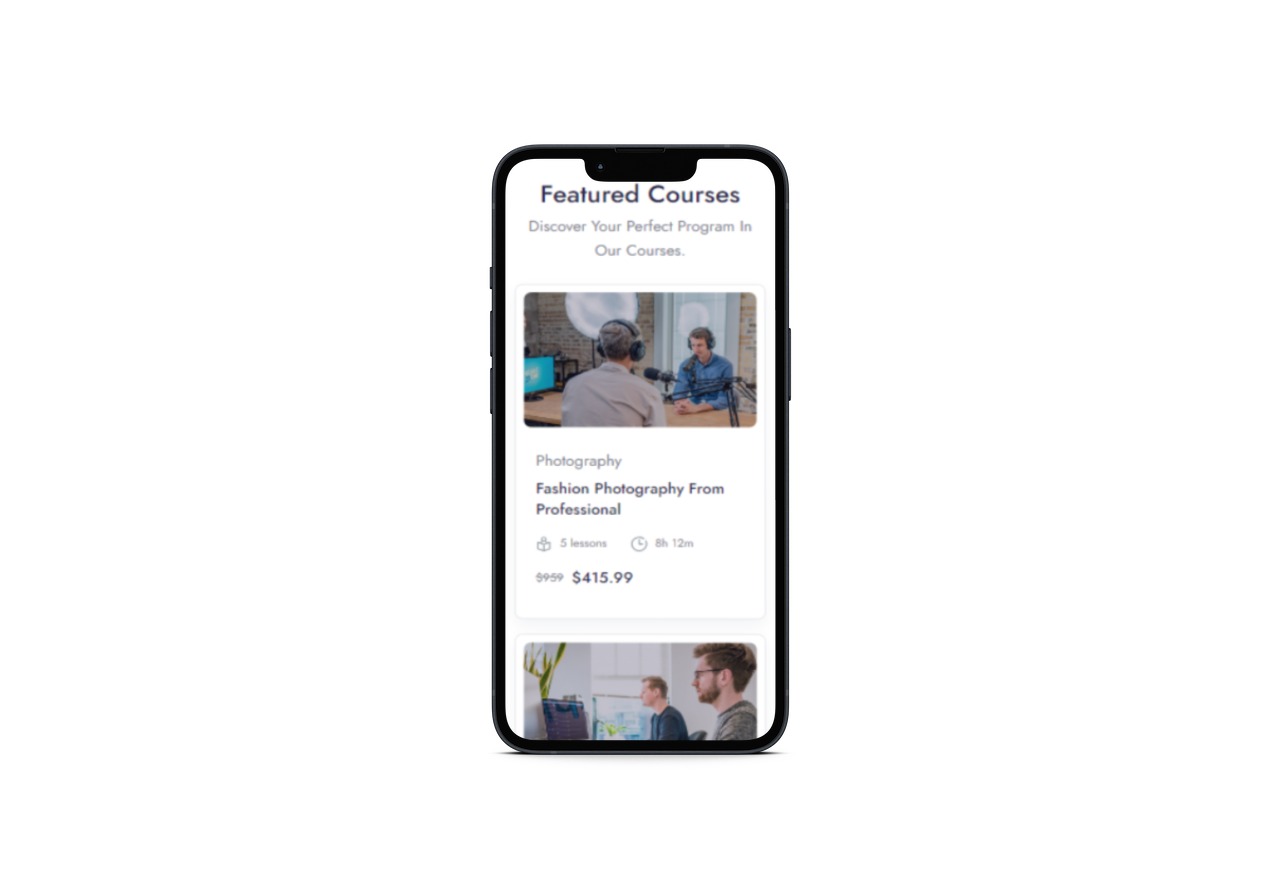 Featured Courses
Discover Your Perfect Program In
Our Courses.
Photography
Fashion Photography From
Professional
5 lessons 8h 12m
$959 $415.99